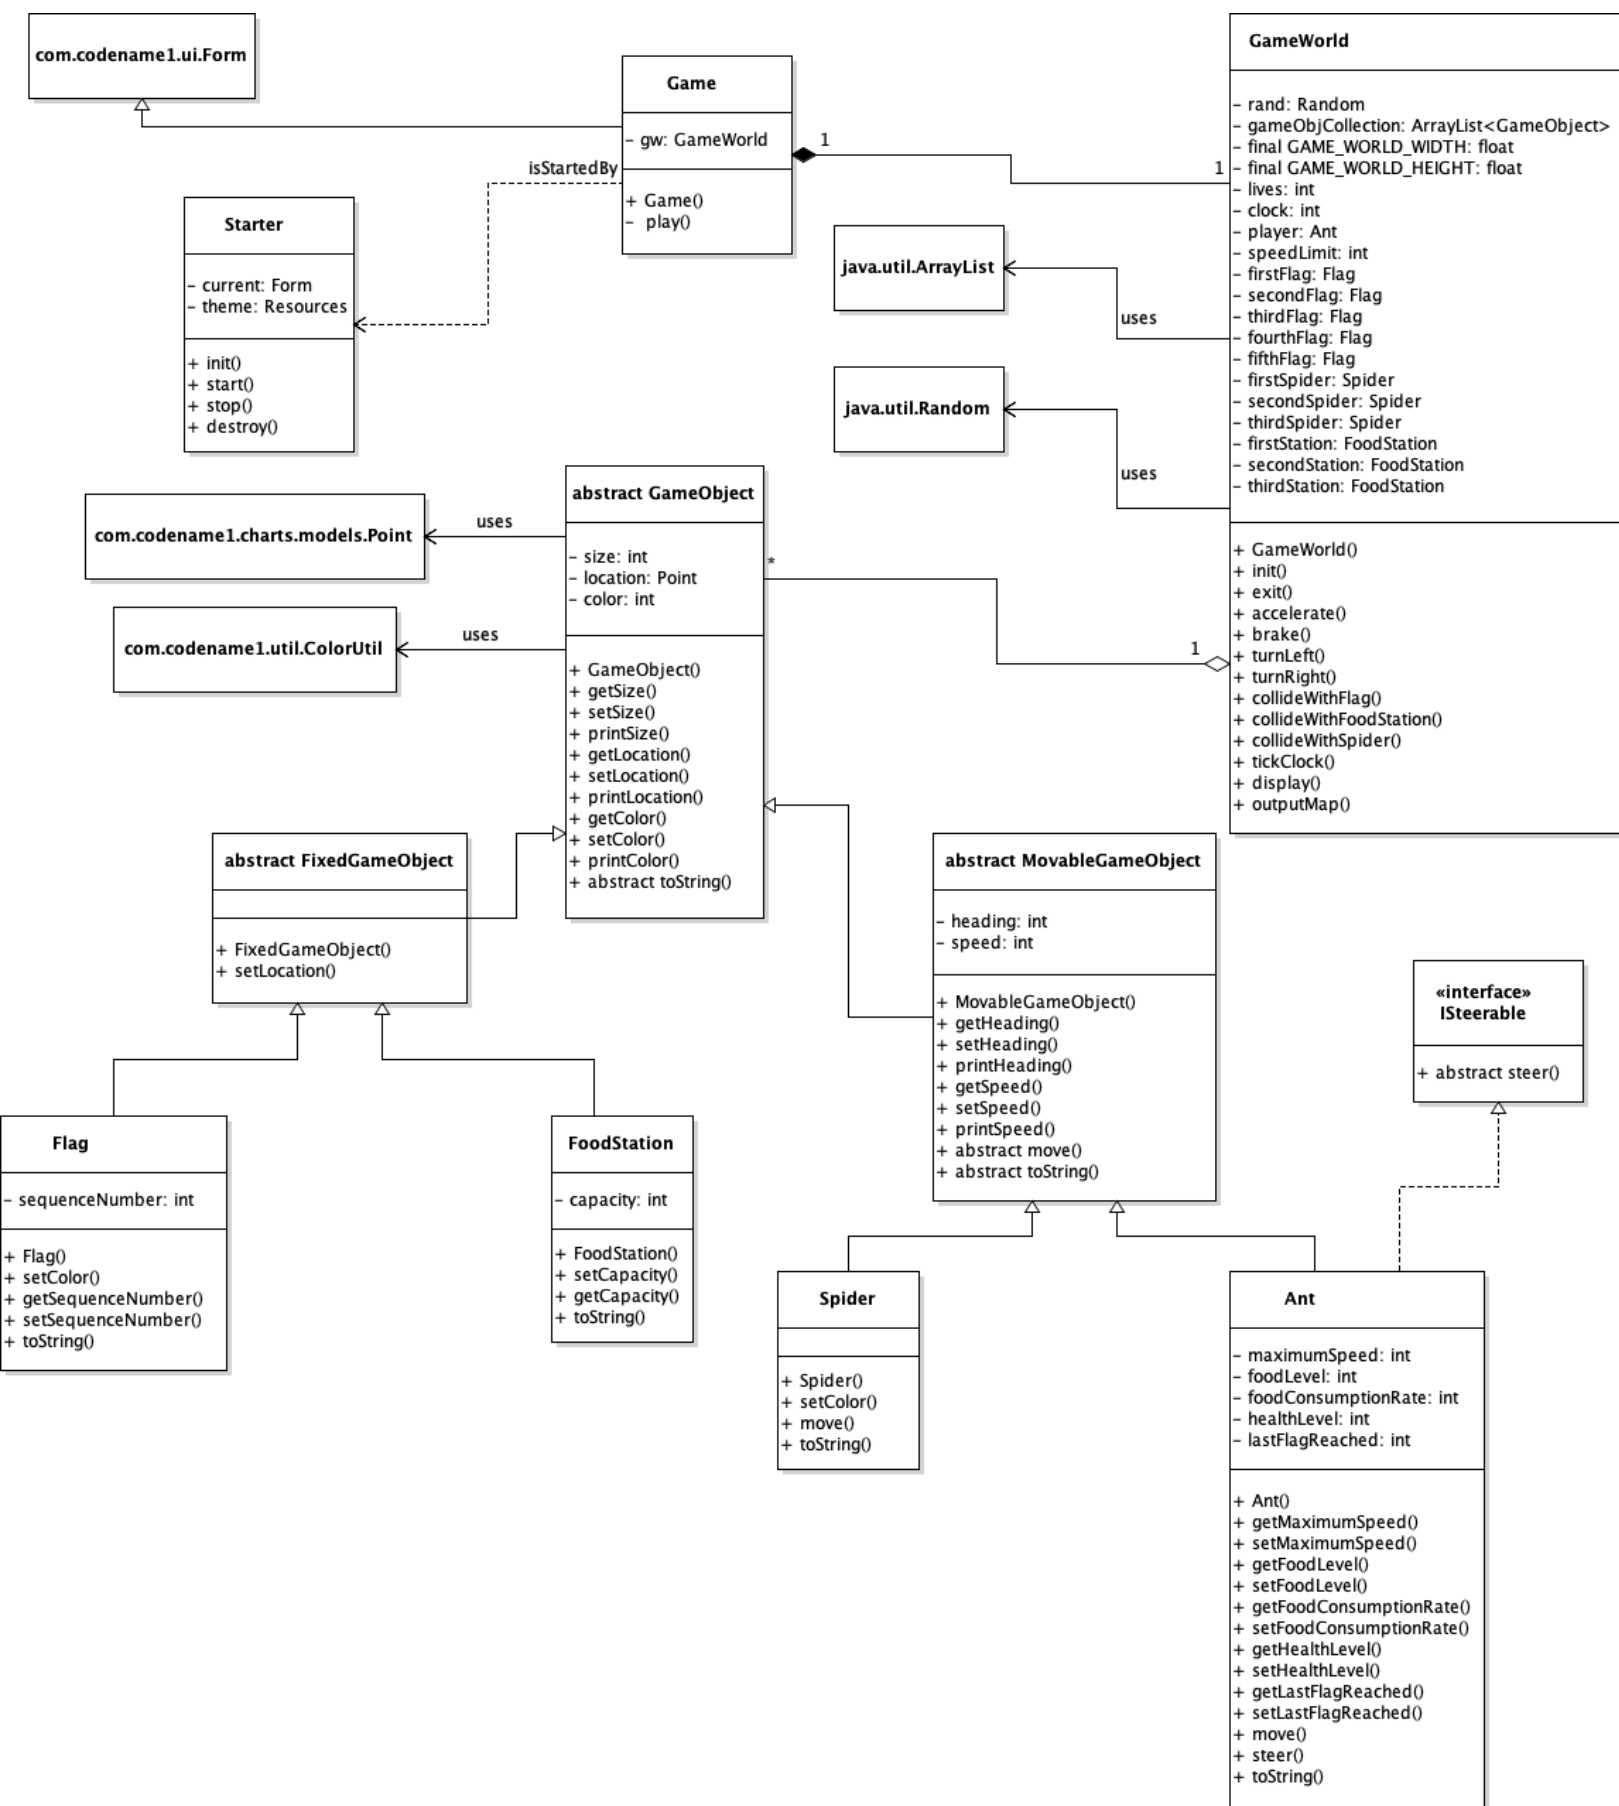 com.codename1.ui.Form
Game
- gw: GameWorld
+ Game()
- play()
1
1
isStartedBy
GameWorld
- rand: Random
- gameObjCollection: ArrayList<GameObject>
- final GAME_WORLD_WIDTH: float
- final GAME_WORLD_HEIGHT: float
- lives: int
- clock: int
- player: Ant
- speedLimit: int
- firstFlag: Flag
- secondFlag: Flag
- thirdFlag: Flag
- fourthFlag: Flag
- fifthFlag: Flag
- firstSpider: Spider
- secondSpider: Spider
- thirdSpider: Spider
- firstStation: FoodStation
- secondStation: FoodStation
- thirdStation: FoodStation
+ GameWorld()
+ init()
+ exit()
+ accelerate()
+ brake()
+ turnLeft()
+ turnRight()
+ collideWithFlag()
+ collideWithFoodStation()
+ collideWithSpider()
+ tickClock()
+ display()
+ outputMap()
Starter
- current: Form
- theme: Resources
+ init()
+ start()
+ stop()
+ destroy()
java.util.ArrayList
uses
java.util.Random
uses
com.codename1.charts.models.Point
uses
com.codename1.util.ColorUtil
uses
abstract GameObject
- size: int
- location: Point
- color: int
+ GameObject()
+ getSize()
+ setSize()
+ printSize()
+ getLocation()
+ setLocation()
+ printLocation()
+ getColor()
+ setColor()
+ printColor()
+ abstract toString()
*
1
abstract FixedGameObject
+ FixedGameObject()
+ setLocation()
abstract MovableGameObject
- heading: int
- speed: int
+ MovableGameObject()
+ getHeading()
+ setHeading()
+ printHeading()
+ getSpeed()
+ setSpeed()
+ printSpeed()
+ abstract move()
+ abstract toString()
«interface»
ISteerable
+ abstract steer()
Flag
- sequenceNumber: int
+ Flag()
+ setColor()
+ getSequenceNumber()
+ setSequenceNumber()
+ toString()
FoodStation
- capacity: int
+ FoodStation()
+ setCapacity()
+ getCapacity()
+ toString()
Spider
+ Spider()
+ setColor()
+ move()
+ toString()
Ant
- maximumSpeed: int
- foodLevel: int
- foodConsumptionRate: int
- healthLevel: int
- lastFlagReached: int
+ Ant()
+ getMaximumSpeed()
+ setMaximumSpeed()
+ getFoodLevel()
+ setFoodLevel()
+ getFoodConsumptionRate()
+ setFoodConsumptionRate()
+ getHealthLevel()
+ setHealthLevel()
+ getLastFlagReached()
+ setLastFlagReached()
+ move()
+ steer()
+ toString()